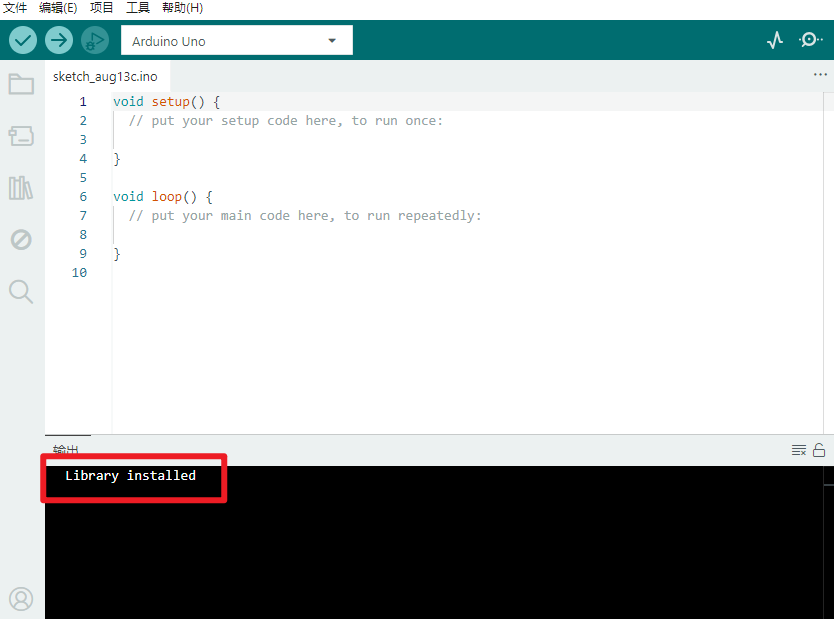 文件 编辑(E) 项目 工具 帮助(H)
Arduino Uno
sketch_aug13c.ino
1 void setup() {
2 // put your setup code here, to run once:
3
4 }
5
6 void loop() {
7 // put your main code here, to run repeatedly:
8
9 }
10
输出
Library installed